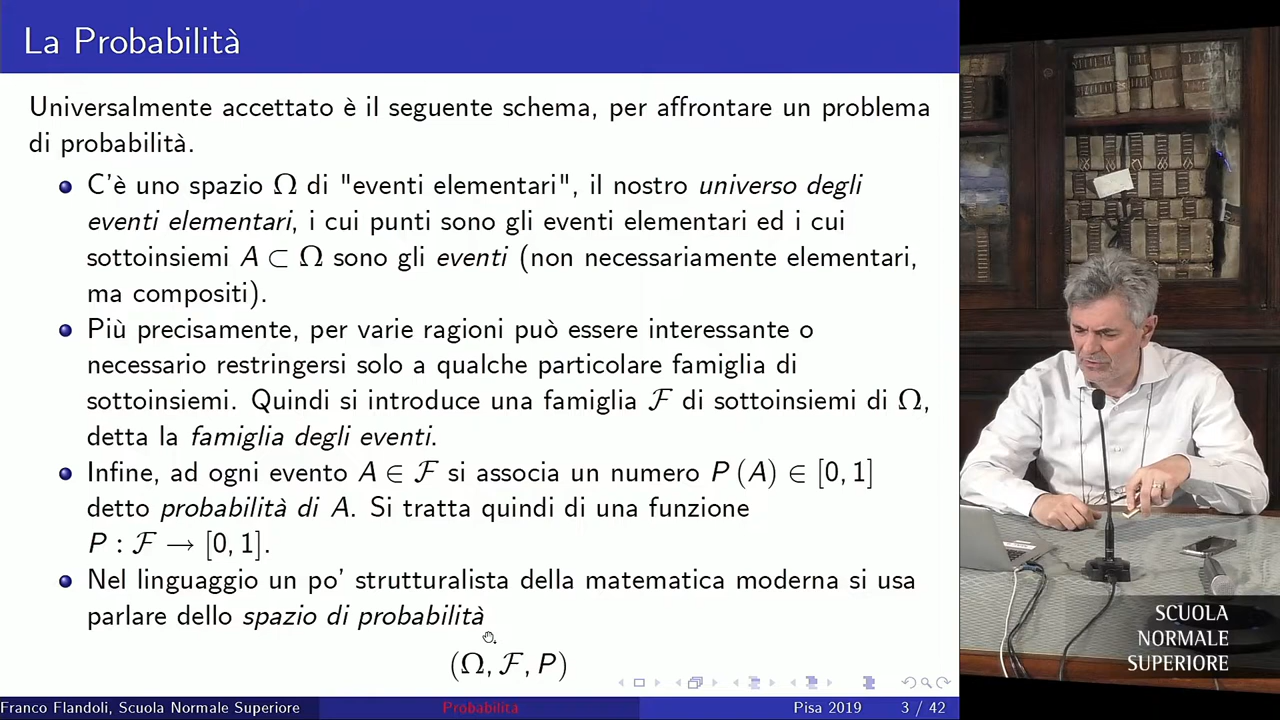 La Probabilità
Universalmente accettato è il seguente schema, per affrontare un problema
di probabilità.
C'è uno spazio Ω di "eventi elementari", il nostro universo degli
eventi elementari, i cui punti sono gli eventi elementari ed i cui
sottoinsiemi A ⊂ Ω sono gli eventi (non necessariamente elementari,
ma compositi).
Più precisamente, per varie ragioni può essere interessante o
necessario restringersi solo a qualche particolare famiglia di
sottoinsiemi. Quindi si introduce una famiglia ℱ di sottoinsiemi di Ω,
detta la famiglia degli eventi.
Infine, ad ogni evento A ∈ ℱ si associa un numero P (A) ∈ [0, 1]
detto probabilità di A. Si tratta quindi di una funzione
P : ℱ → [0, 1].
Nel linguaggio un po' strutturalista della matematica moderna si usa
parlare dello spazio di probabilità
(Ω, ℱ, P)
Franco Flandoli, Scuola Normale Superiore
Probabilita
Pisa 2019
3 / 42
SCUOLA
NORMALE
SUPERIORE